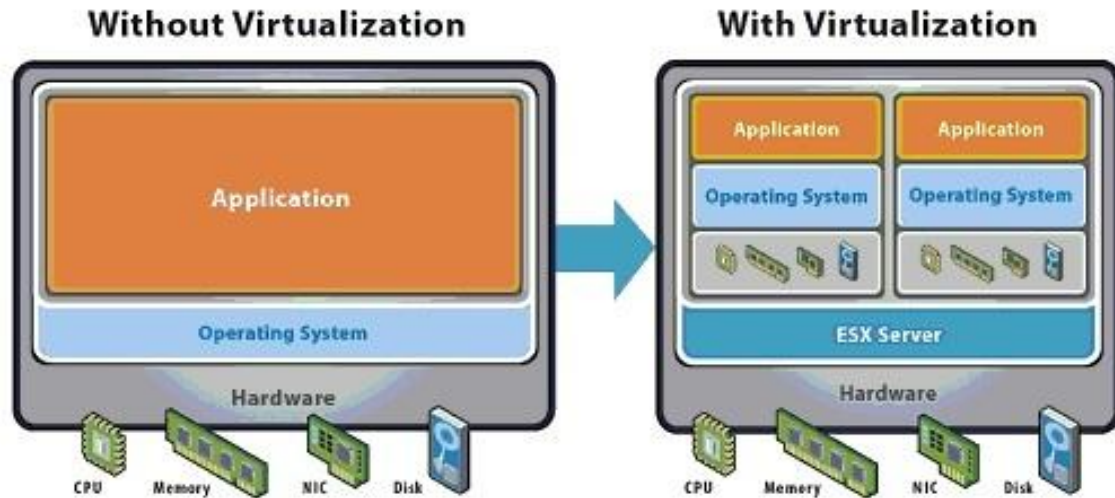 Without Virtualization
Application
Operating System
Hardware
CPU Memory NIC Disk
With Virtualization
Application Application
Operating System Operating System
ESX Server
Hardware
CPU Memory NIC Disk